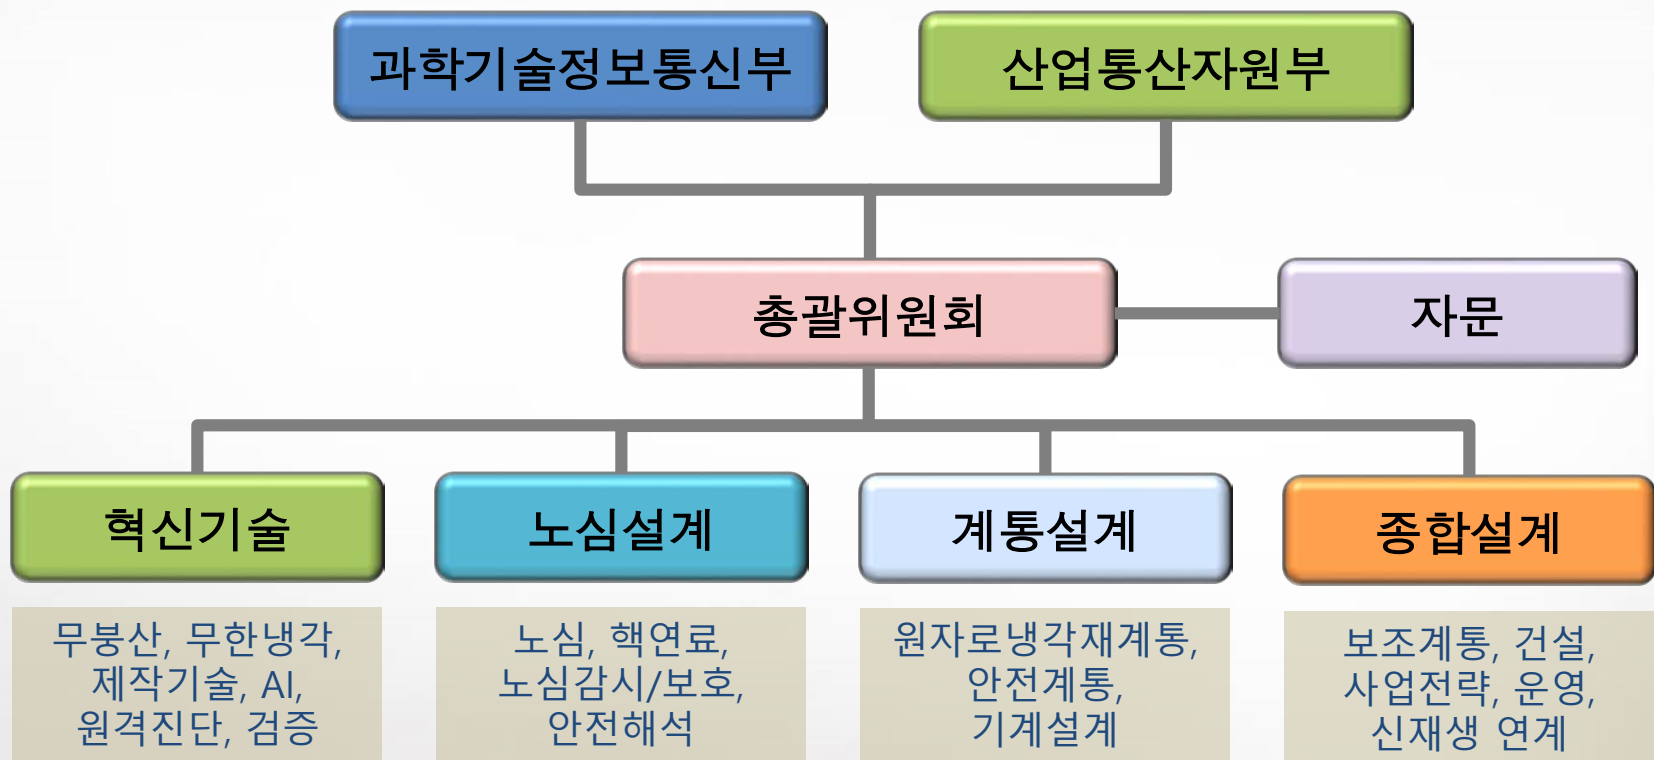 과학기술정보통신부
산업통산자원부
총괄위원회
자문
혁신기술
노심설계
계통설계
종합설계
무붕산, 무한냉각,
제작기술, AI,
원격진단, 검증
노심, 핵연료,
노심감시/보호,
안전해석
원자로냉각재계통,
안전계통,
기계설계
보조계통, 건설,
사업전략, 운영,
신재생 연계